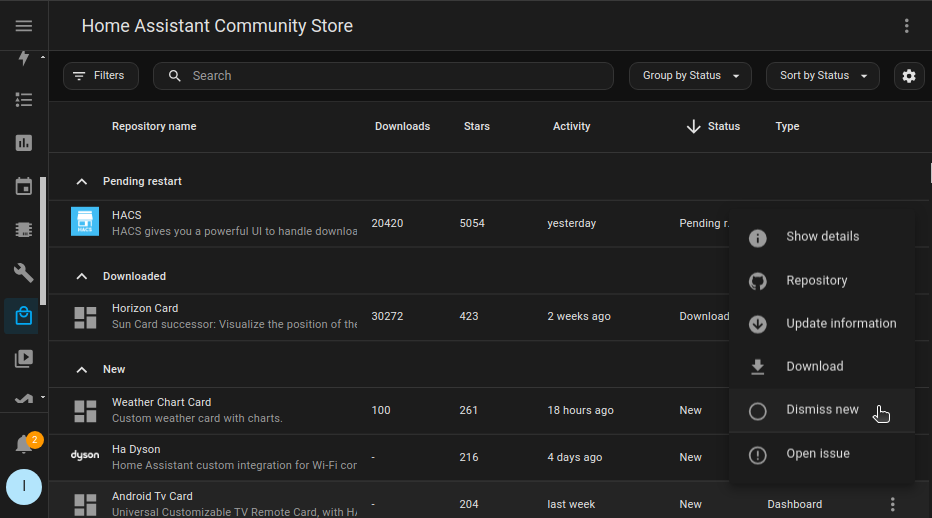 Home Assistant Community Store
Filters
Search
Group by Status
Sort by Status
Repository name Downloads Stars Activity Status Type
Pending restart
HACS
HACS
HACS gives you a powerful UI to handle downloa
20420 5054 yesterday Pending r.
Downloaded
Horizon Card
Sun Card successor: Visualize the position of the
30272 423 2 weeks ago Download
New
Weather Chart Card
Custom weather card with charts.
100 261 18 hours ago New
dyson
Ha Dyson
Home Assistant custom integration for Wi-Fi cor
- 216 4 days ago New
Android Tv Card
Universal Customizable TV Remote Card, with HA
- 204 last week New Dashboard
Show details
Repository
Update information
Download
Dismiss new
Open issue
2
I